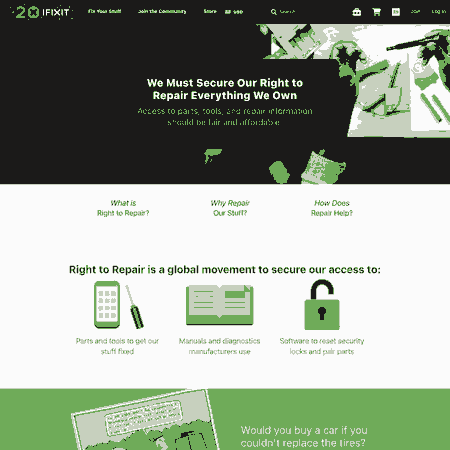 20 IFIXIT
Fix Your Stuff
Join the Community
Store
Search
EN
Log In
We Must Secure Our Right to
Repair Everything We Own
Access to parts, tools, and repair information
should be fair and affordable.
What is
Right to Repair?
Why Repair
Our Stuff?
How Does
Repair Help?
Right to Repair is a global movement to secure our access to:
Parts and tools to get our
stuff fixed
Manuals and diagnostics
manufacturers use
Software to reset security
locks and pair parts
Would you buy a car if you
couldn't replace the tires?